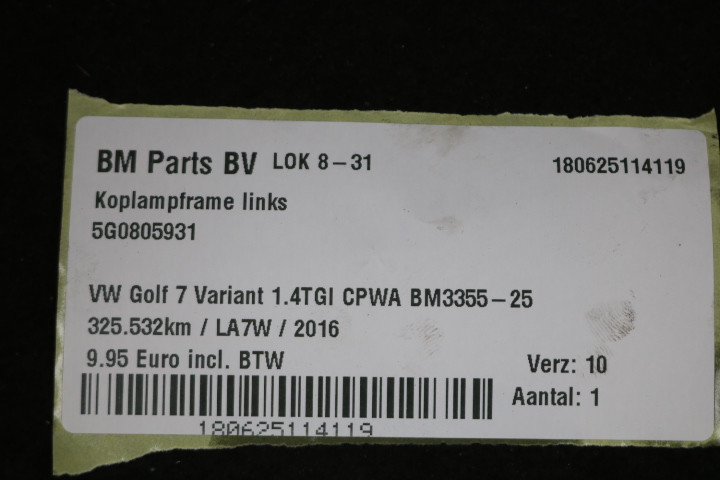 BM Parts BV LOK 8-31 180625114119
Koplampframe links
5G0805931
VW Golf 7 Variant 1.4TGI CPWA BM3355-25
325.532km / LA7W / 2016
9.95 Euro incl. BTW Verz: 10
Aantal: 1
180625114119